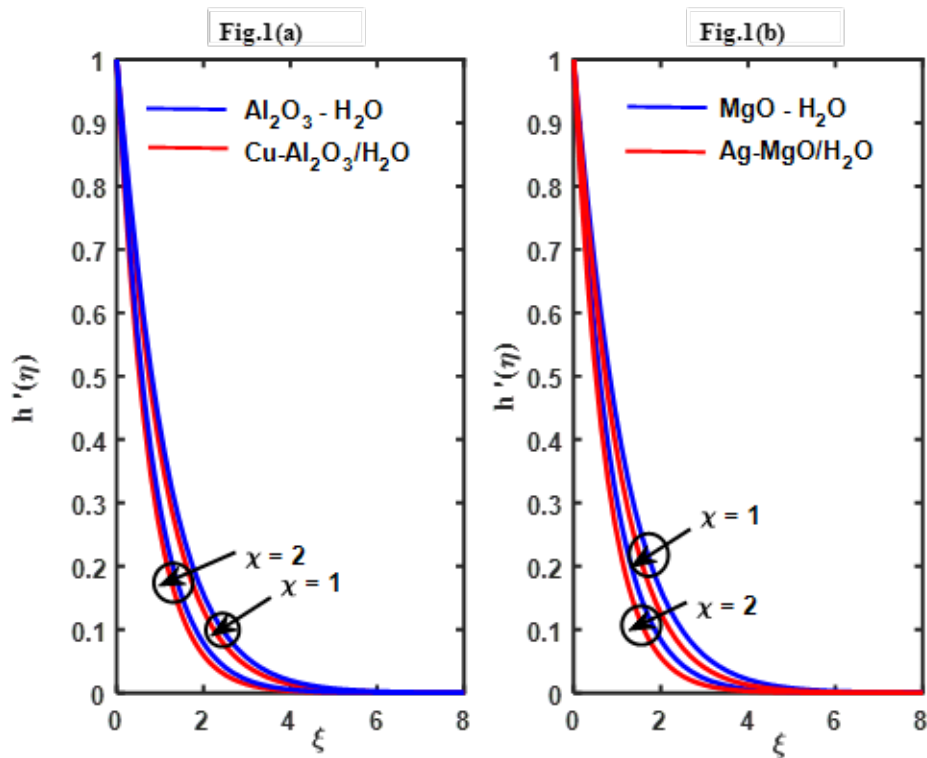 Fig.1(a)
Al₂O₃ - H₂O
Cu-Al₂O₃/H₂O
1
0.9
0.8
0.7
0.6
0.5
0.4
0.3
0.2
0.1
0
h '(η)
χ = 2
χ = 1
0 2 4 6 8
ξ
Fig.1(b)
MgO - H₂O
Ag-MgO/H₂O
1
0.9
0.8
0.7
0.6
0.5
0.4
0.3
0.2
0.1
0
h '(η)
χ = 1
χ = 2
0 2 4 6 8
ξ